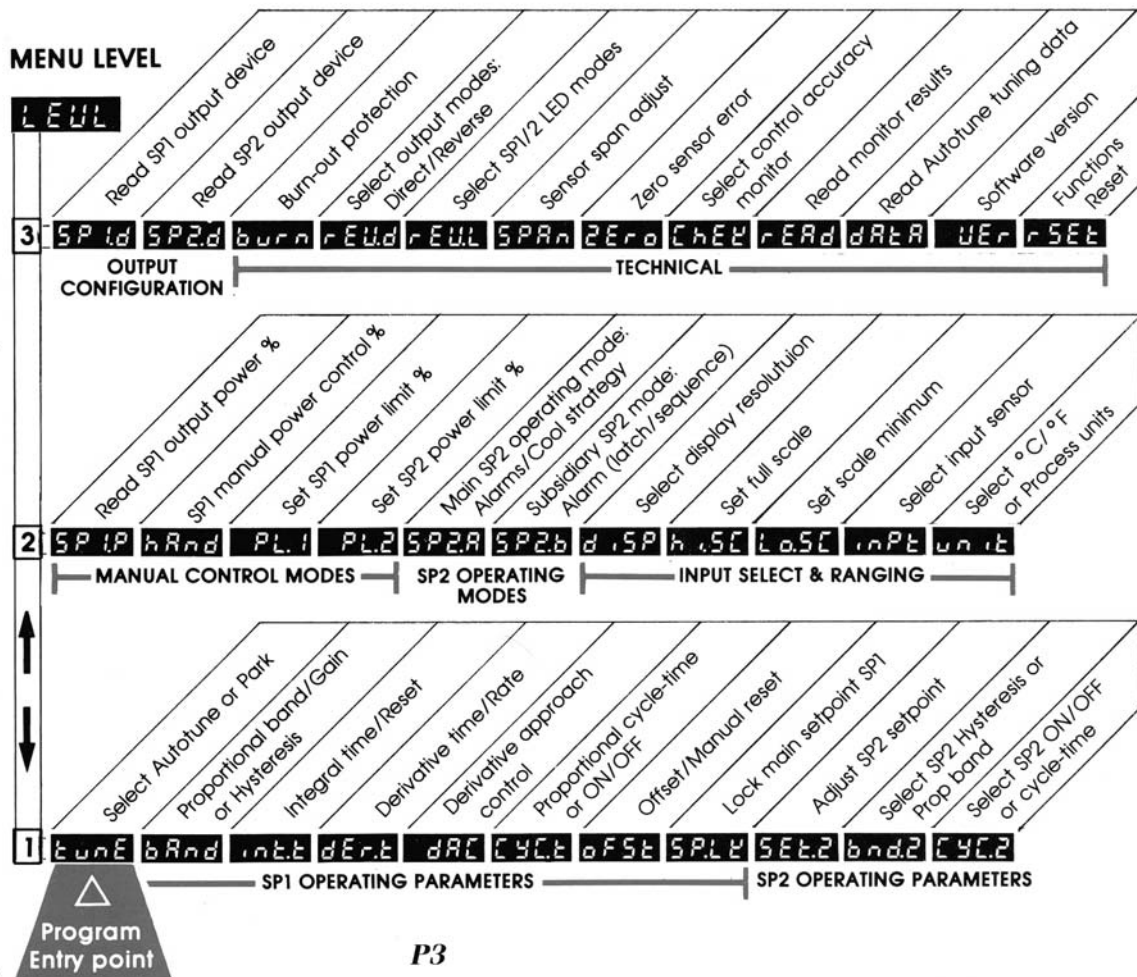 MENU LEVEL
LEVL
Read SP1 output device
Read SP2 output device
Burn-out protection
Select output modes:
Direct/Reverse
Select SP1/2 LED modes
Sensor span adjust
Zero sensor error
Select control accuracy
monitor
Read monitor results
Read Autotune tuning data
Software version
Functions
Reset
3
SP1.d SP2.d burn rEV.d rEV.L SPAn ZEro ChEK rEAd dAtA VEr rSEt
OUTPUT
CONFIGURATION
TECHNICAL
Read SP1 output power %
SP1 manual power control %
Set SP1 power limit %
Set SP2 power limit %
Main SP2 operating mode:
Alarms/Cool strategy
Subsidiary SP2 mode:
Alarm (latch/sequence)
Select display resolutuion
Set full scale
Set scale minimum
Select input sensor
Select °C/°F
or Process units
2
SP1.P hAnd PL.1 PL.2 SP2.A SP2.b diSP hi.SC Lo.SC inPt unit
MANUAL CONTROL MODES
SP2 OPERATING
MODES
INPUT SELECT & RANGING
Select Autotune or Park
Proportional band/Gain
or Hysteresis
Integral time/Reset
Derivative time/Rate
Derivative approach
control
Proportional cycle-time
or ON/OFF
Offset/Manual reset
Lock main setpoint SP1
Adjust SP2 setpoint
Select SP2 Hysteresis or
Prop band
Select SP2 ON/OFF
or cycle-time
1
tunE bAnd int.t dEr.t dAC CYC.t oFSt SP.LK SEt.2 bnd.2 CYC.2
SP1 OPERATING PARAMETERS
SP2 OPERATING PARAMETERS
Program
Entry point
P3